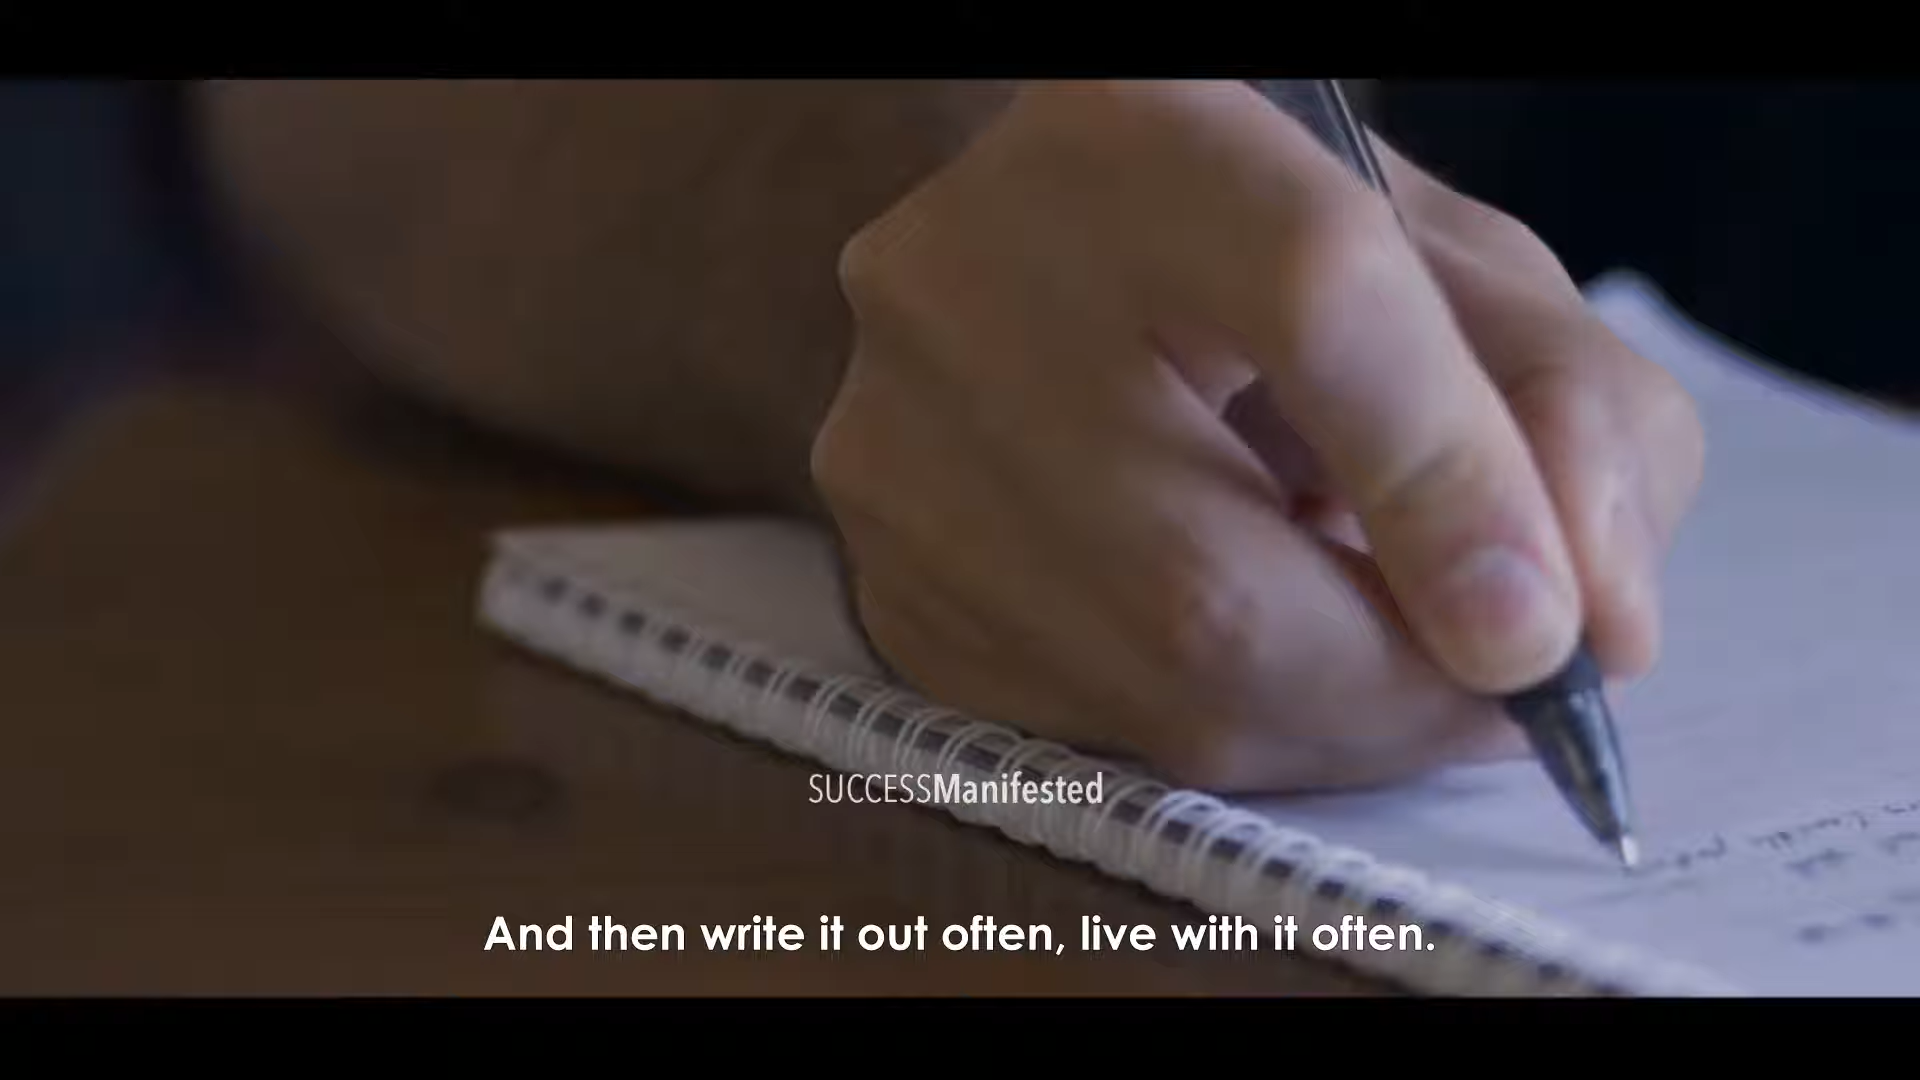 SUCCESSManifested
And then write it out often, live with it often.